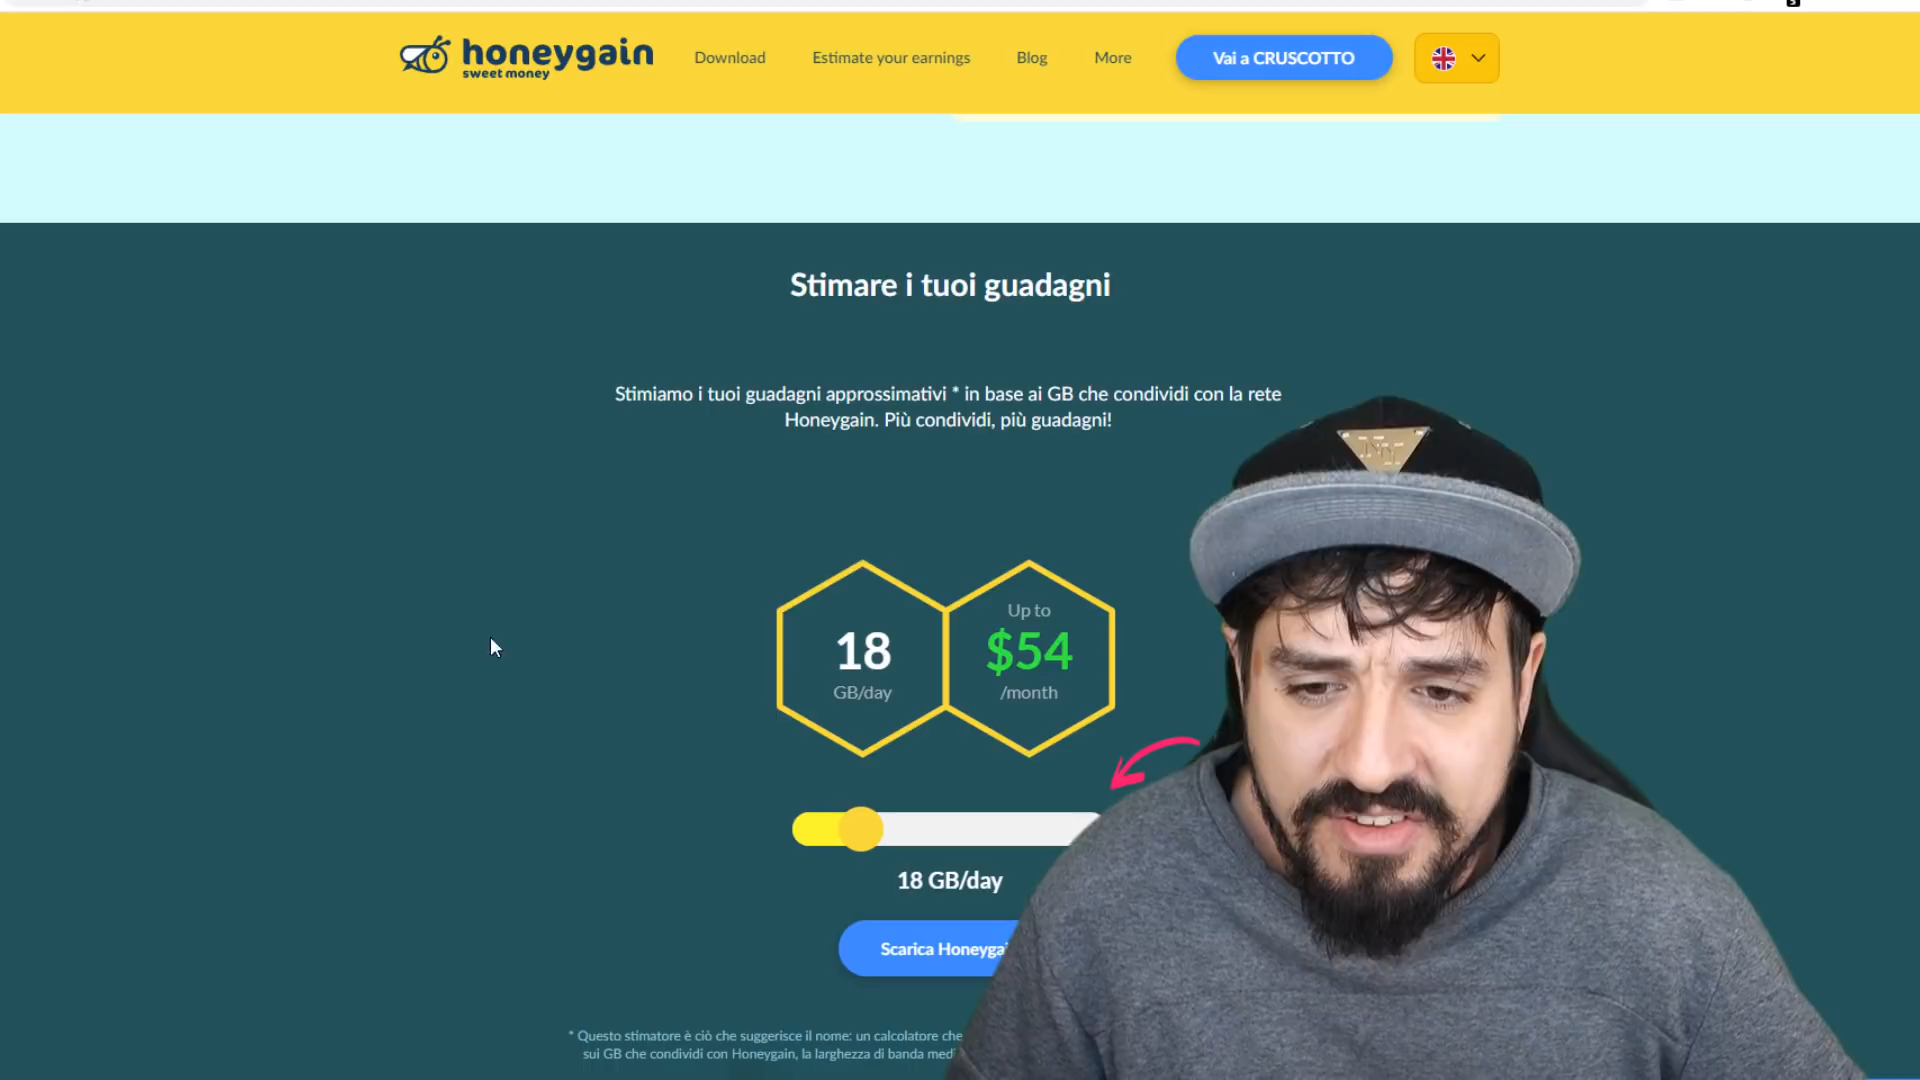 honeygain
sweet money
Download
Estimate your earnings
Blog
More
Vai a CRUSCOTTO
Stimare i tuoi guadagni
Stimiamo i tuoi guadagni approssimativi * in base ai GB che condividi con la rete
Honeygain. Più condividi, più guadagni!
18
GB/day
Up to
$54
/month
18 GB/day
Scarica Honeygai
* Questo stimatore è ciò che suggerisce il nome: un calcolatore che
sui GB che condividi con Honeygain, la larghezza di banda medi